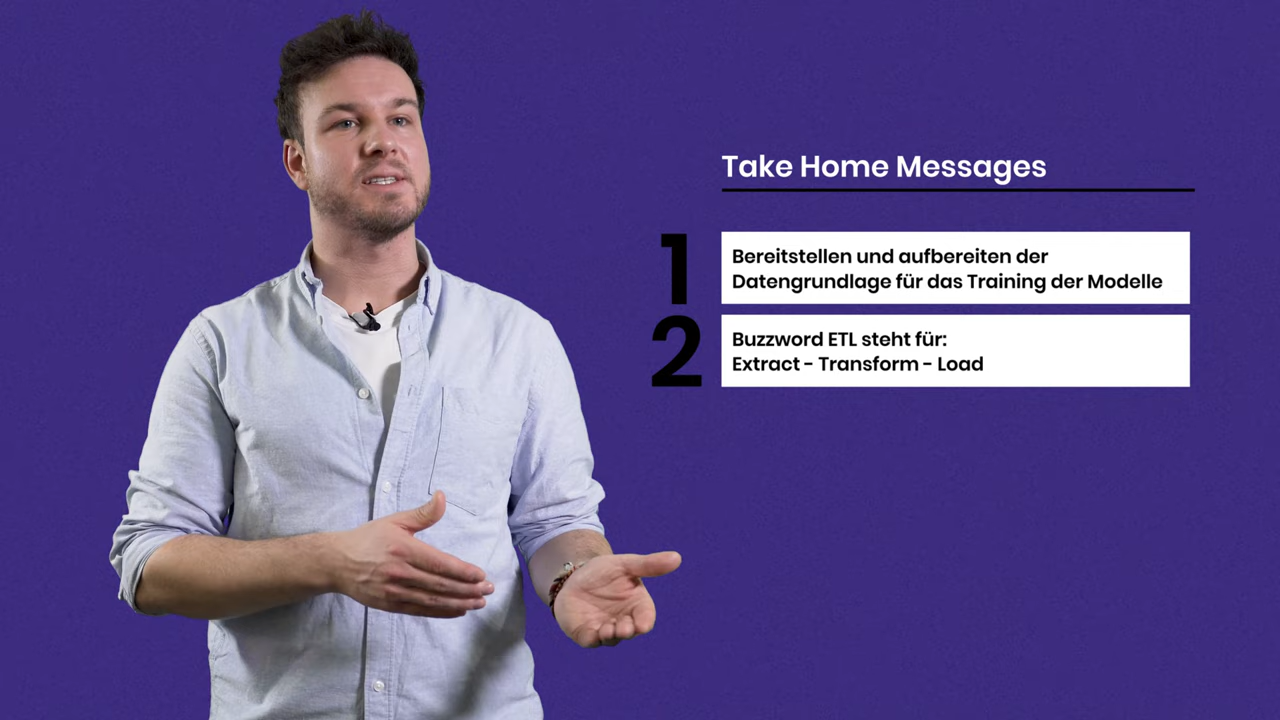 Take Home Messages
1
Bereitstellen und aufbereiten der
Datengrundlage für das Training der Modelle
2
Buzzword ETL steht für:
Extract - Transform - Load